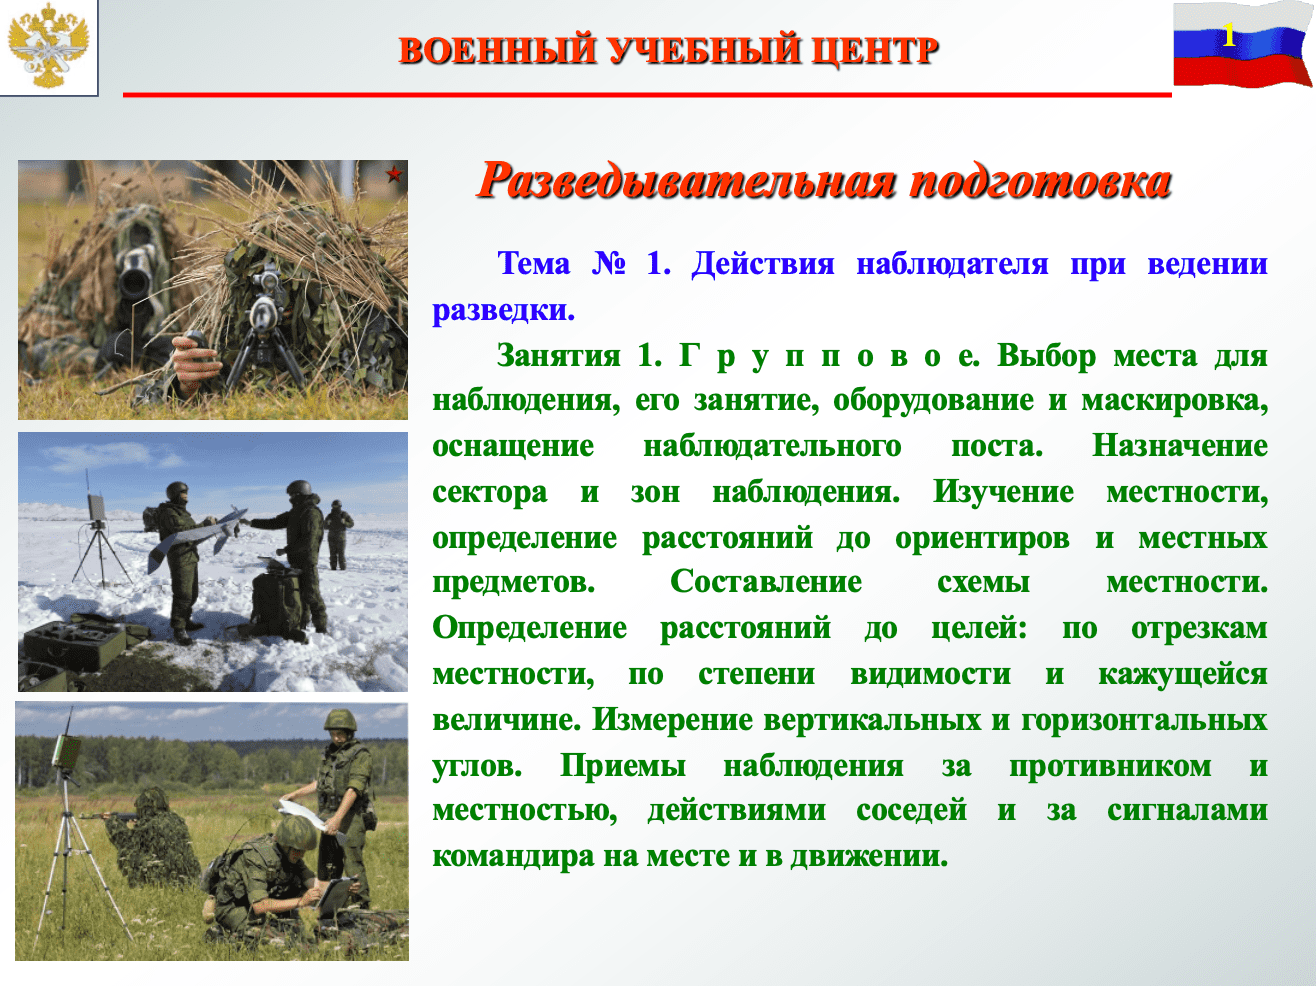 ВОЕННЫЙ УЧЕБНЫЙ ЦЕНТР
1
Разведывательная подготовка
Тема № 1. Действия наблюдателя при ведении
разведки.
Занятия 1. Г р у п п о в о е. Выбор места для
наблюдения, его занятие, оборудование и маскировка,
оснащение наблюдательного поста. Назначение
сектора и зон наблюдения. Изучение местности,
определение расстояний до ориентиров и местных
предметов. Составление схемы местности.
Определение расстояний до целей: по отрезкам
местности, по степени видимости и кажущейся
величине. Измерение вертикальных и горизонтальных
углов. Приемы наблюдения за противником и
местностью, действиями соседей и за сигналами
командира на месте и в движении.